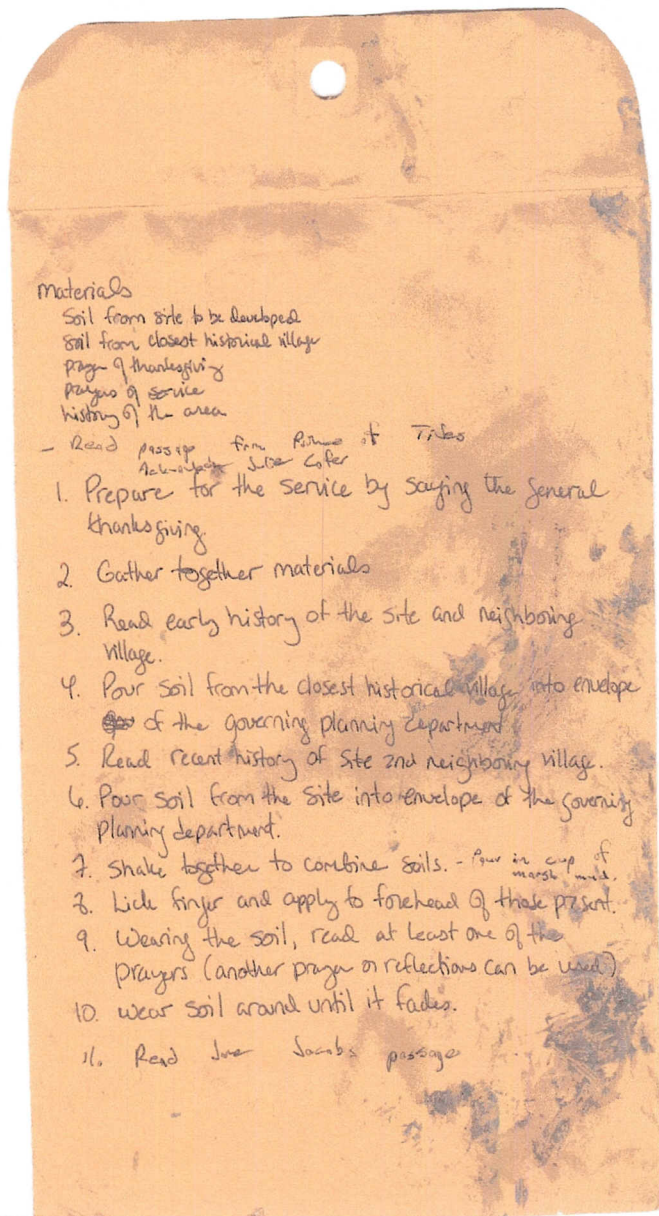 materials
Soil from site to be developed
soil from closest historical village
prayer of thanksgiving
prayers of service
history of the area
- Read passage from Prince of Tides
Acknowledge Cofer
1. Prepare for the service by saying the general
thanksgiving.
2. Gather together materials
3. Read early history of the site and neighboring
village.
4. Pour soil from the closest historical village into envelope
of the governing planning department
5. Read recent history of site and neighboring village.
6. Pour soil from the site into envelope of the governing
planning department.
7. Shake together to combine soils. - Pour in cup of
marsh mud.
8. Lick finger and apply to forehead of those present.
9. Wearing the soil, read at least one of the
prayers (another prayer or reflections can be used)
10. wear soil around until it fades.
11. Read Jane Jacobs passage